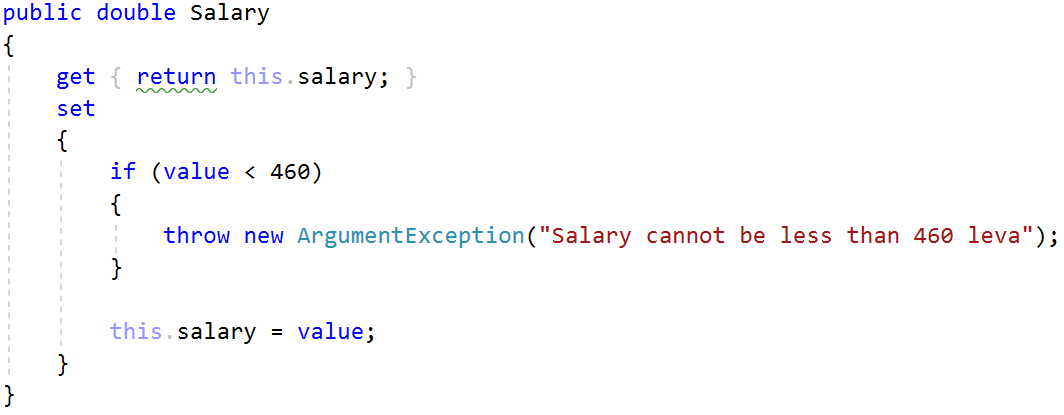 public double Salary
{
    get { return this.salary; }
    set
    {
        if (value < 460)
        {
            throw new ArgumentException("Salary cannot be less than 460 leva");
        }

        this.salary = value;
    }
}